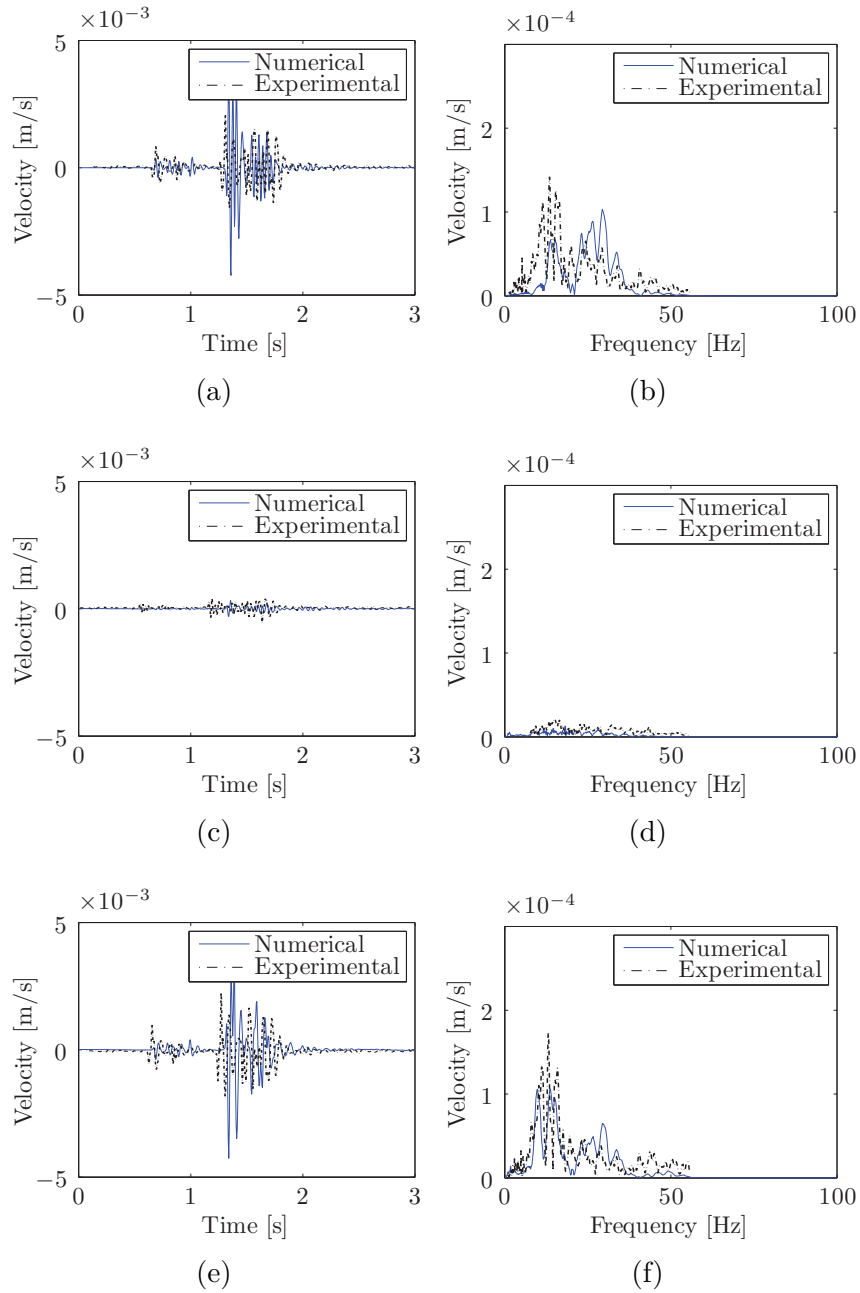 ×10⁻³
5
0
−5
Velocity [m/s]
0 1 2 3
Time [s]
Numerical
Experimental
(a)
×10⁻⁴
2
1
0
Velocity [m/s]
0 50 100
Frequency [Hz]
Numerical
Experimental
(b)
×10⁻³
5
0
−5
Velocity [m/s]
0 1 2 3
Time [s]
Numerical
Experimental
(c)
×10⁻⁴
2
1
0
Velocity [m/s]
0 50 100
Frequency [Hz]
Numerical
Experimental
(d)
×10⁻³
5
0
−5
Velocity [m/s]
0 1 2 3
Time [s]
Numerical
Experimental
(e)
×10⁻⁴
2
1
0
Velocity [m/s]
0 50 100
Frequency [Hz]
Numerical
Experimental
(f)